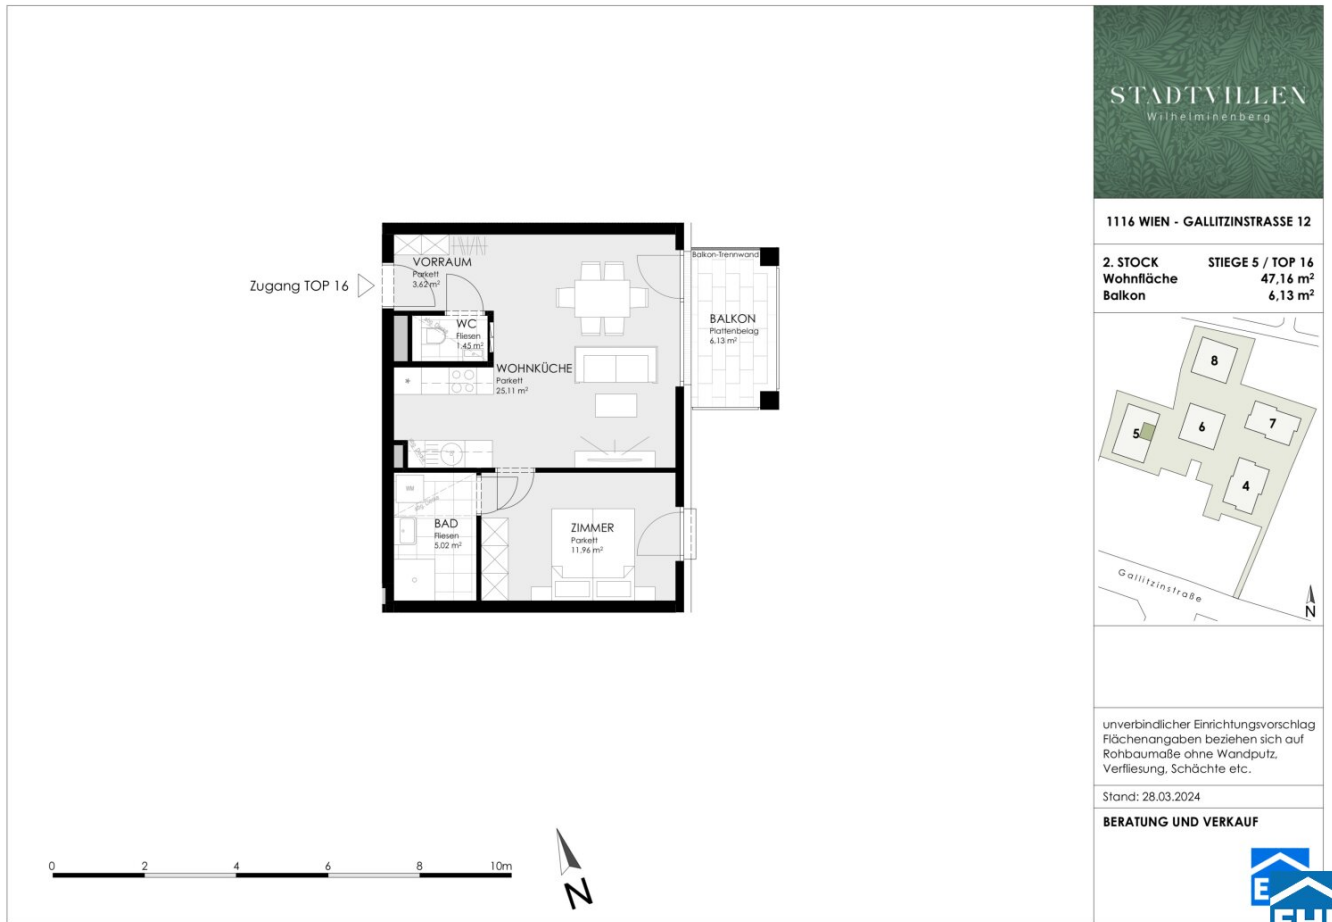 STADTVILLEN
Wilhelminenberg
1116 WIEN - GALLITZINSTRASSE 12
2. STOCK STIEGE 5 / TOP 16
Wohnfläche 47,16 m²
Balkon 6,13 m²
8
5
6
7
4
Gallitzinstraße
N
unverbindlicher Einrichtungsvorschlag
Flächenangaben beziehen sich auf
Rohbaumaße ohne Wandputz,
Verfliesung, Schächte etc.
Stand: 28.03.2024
BERATUNG UND VERKAUF
Zugang TOP 16
VORRAUM
Parkett
3.62 m²
WC
Fliesen
1.45 m²
WOHNKÜCHE
Parkett
25,11 m²
Balkon-Trennwand
BALKON
Plattenbelag
6,13 m²
BAD
Fliesen
5.02 m²
ZIMMER
Parkett
11,96 m²
0 2 4 6 8 10m
N